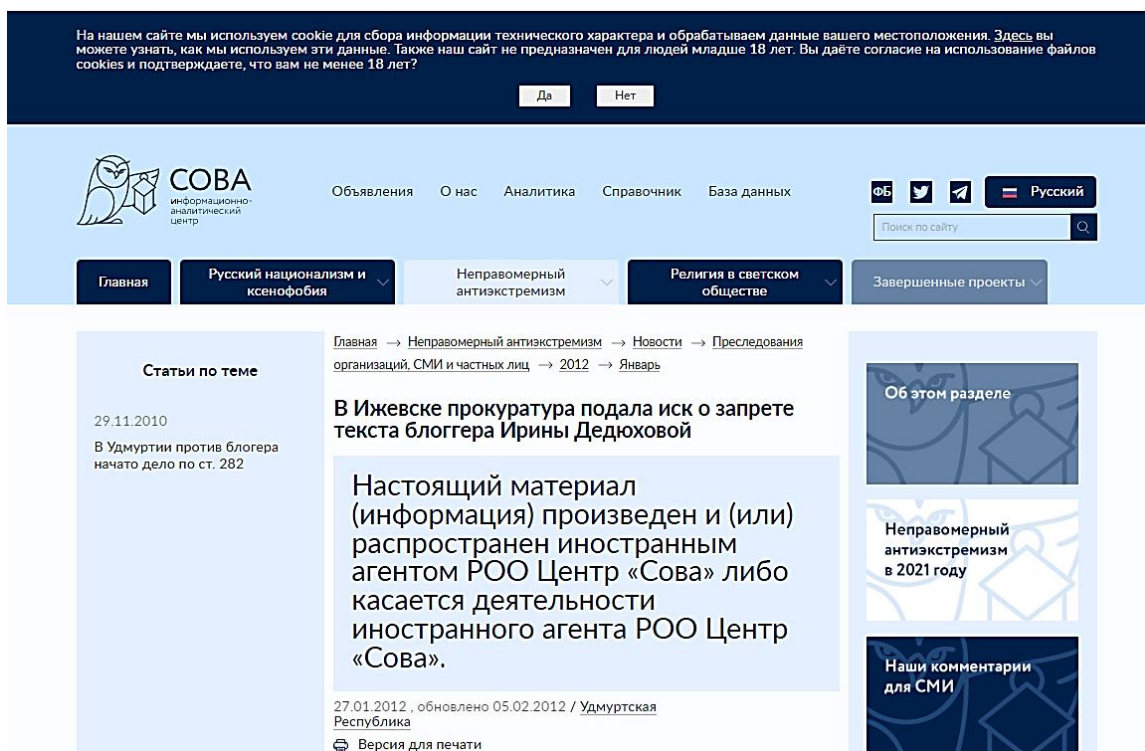 На нашем сайте мы используем cookie для сбора информации технического характера и обрабатываем данные вашего местоположения. Здесь вы
можете узнать, как мы используем эти данные. Также наш сайт не предназначен для людей младше 18 лет. Вы даёте согласие на использование файлов
cookies и подтверждаете, что вам не менее 18 лет?
Да Нет
СОВА
информационно-
аналитический
центр
Объявления О нас Аналитика Справочник База данных
ФБ Русский
Поиск по сайту
Главная
Русский национализм и
ксенофобия
Неправомерный
антиэкстремизм
Религия в светском
обществе
Завершенные проекты
Статьи по теме
29.11.2010
В Удмуртии против блогера
начато дело по ст. 282
Главная → Неправомерный антиэкстремизм → Новости → Преследования
организаций, СМИ и частных лиц → 2012 → Январь
В Ижевске прокуратура подала иск о запрете
текста блоггера Ирины Дедюховой
Настоящий материал
(информация) произведен и (или)
распространен иностранным
агентом РОО Центр «Сова» либо
касается деятельности
иностранного агента РОО Центр
«Сова».
27.01.2012 , обновлено 05.02.2012 / Удмуртская
Республика
Версия для печати
Об этом разделе
Неправомерный
антиэкстремизм
в 2021 году
Наши комментарии
для СМИ